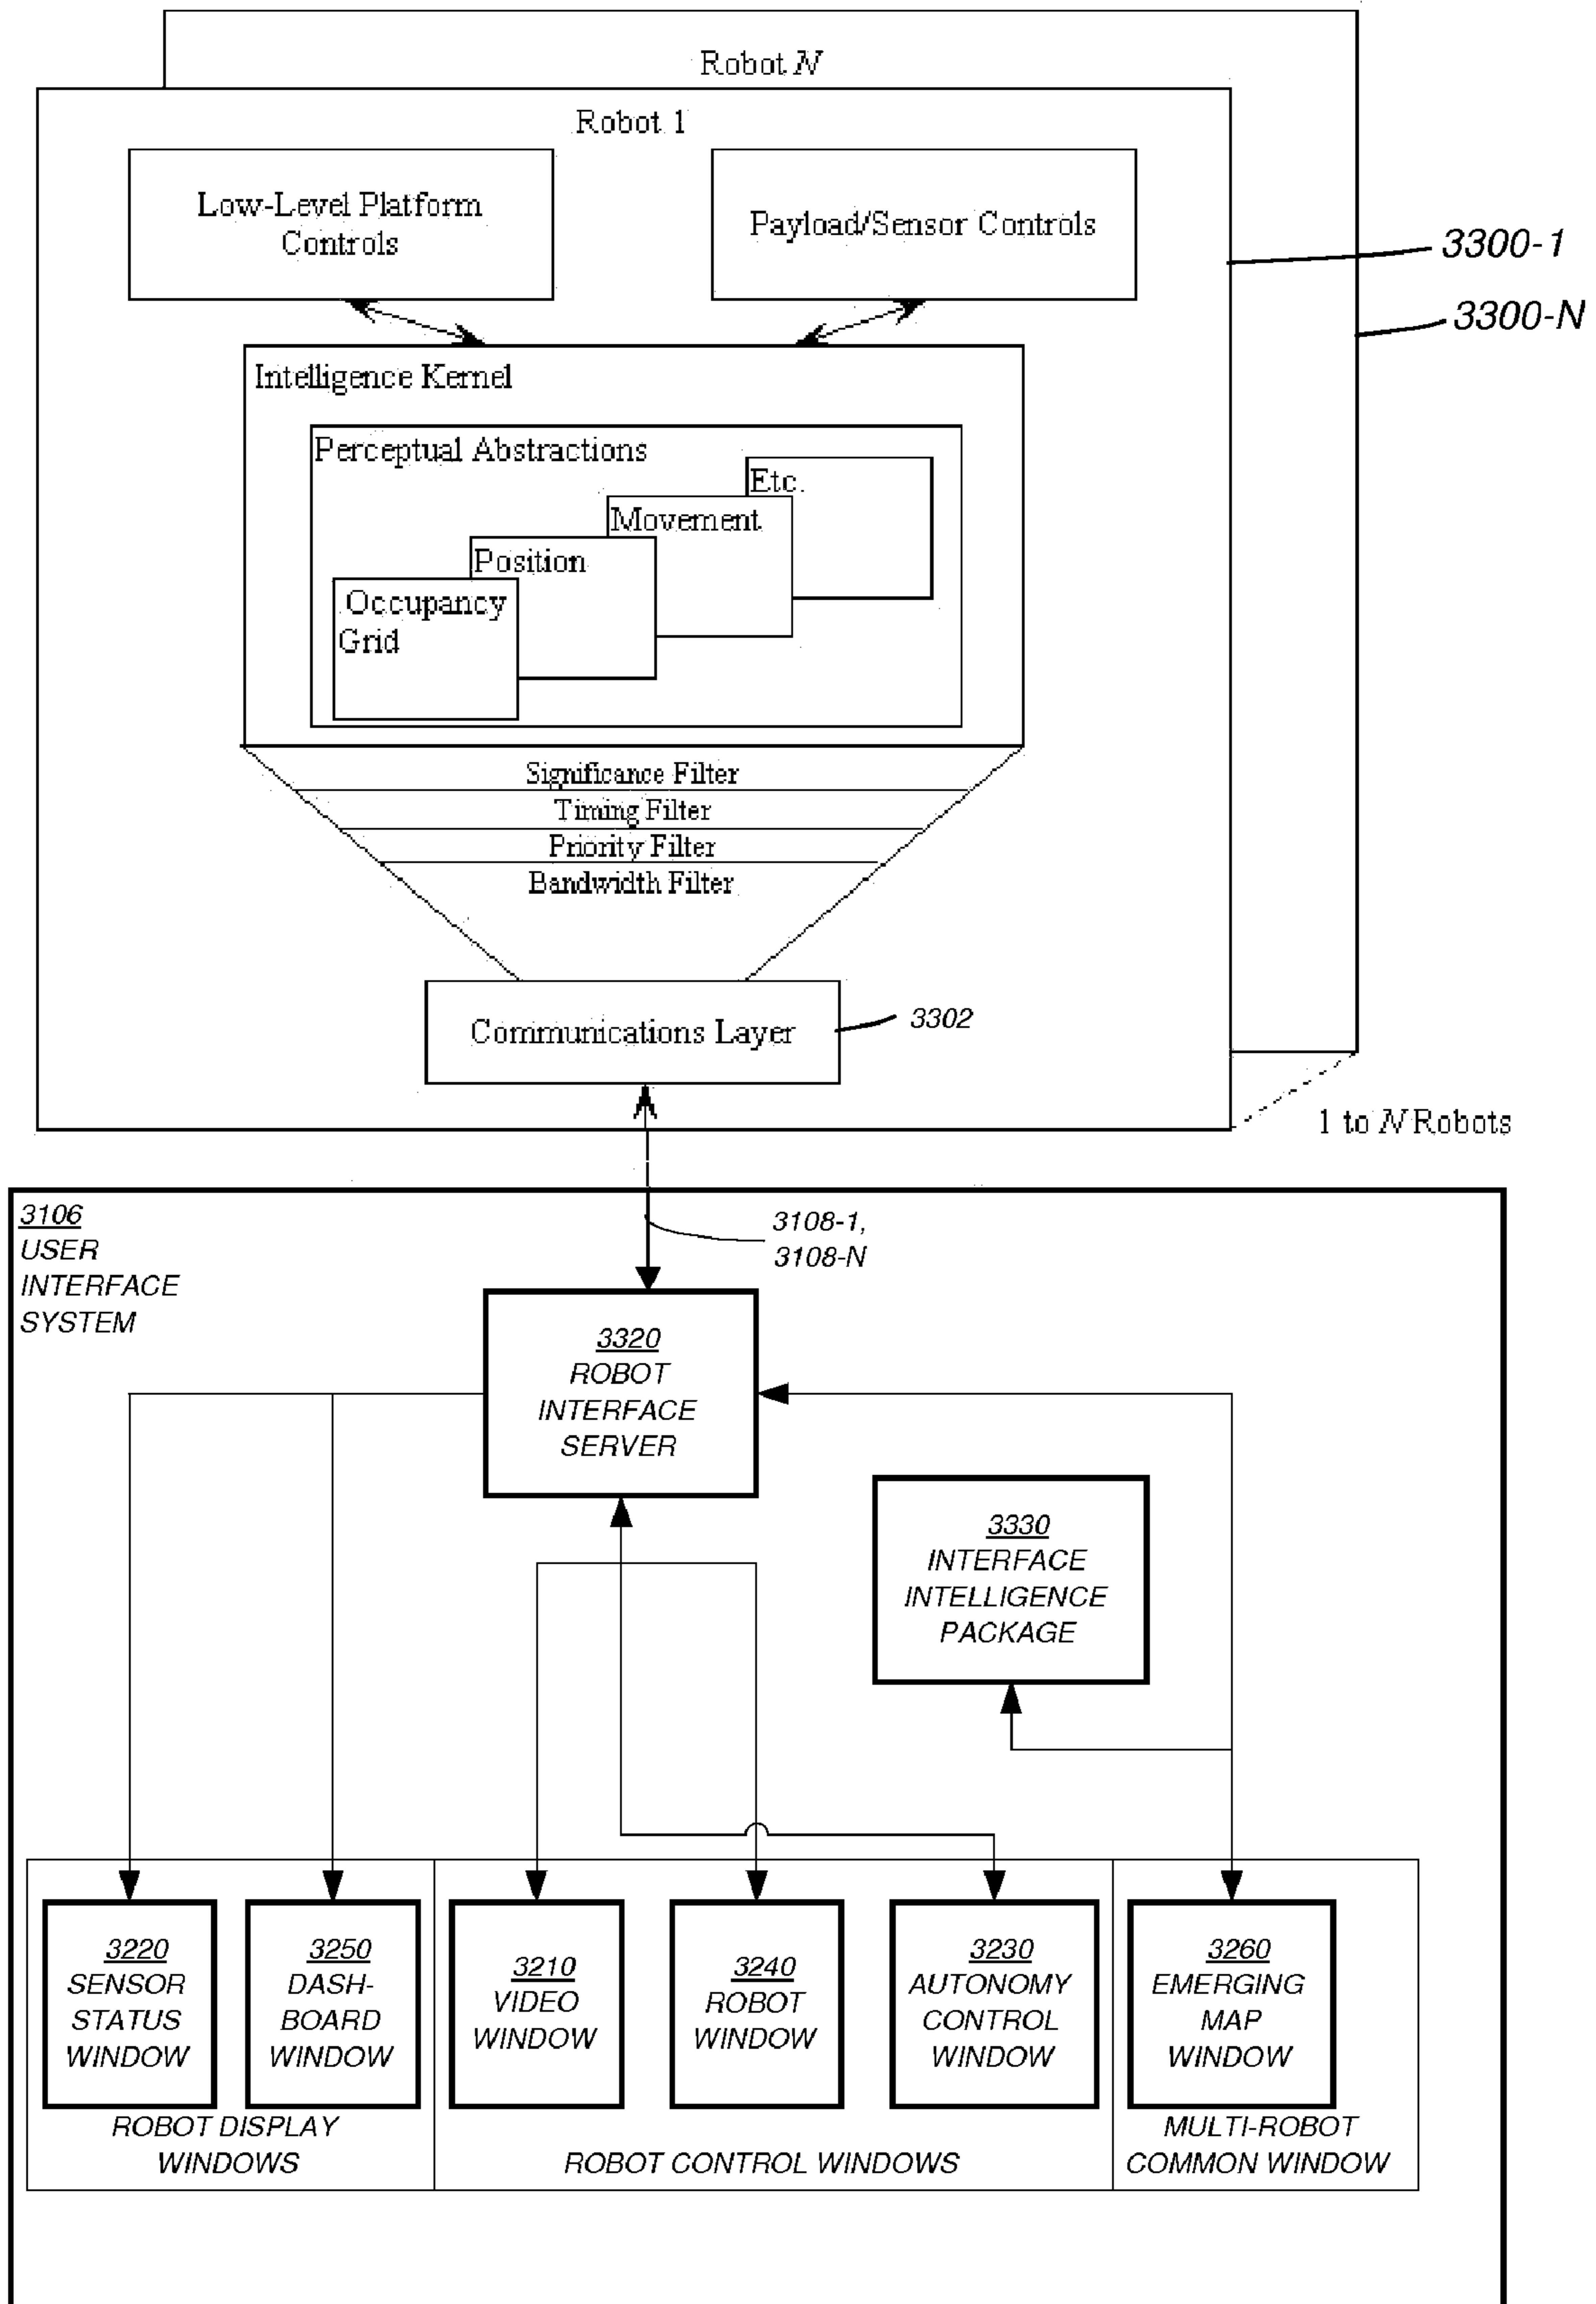 Robot N
Robot 1
Low-Level Platform
Controls
Payload/Sensor Controls
3300-1
3300-N
Intelligence Kernel
Perceptual Abstractions
Etc.
Movement
Position
Occupancy
Grid
Significance Filter
Timing Filter
Priority Filter
Bandwidth Filter
Communications Layer
3302
1 to N Robots
3106
USER
INTERFACE
SYSTEM
3108-1,
3108-N
3320
ROBOT
INTERFACE
SERVER
3330
INTERFACE
INTELLIGENCE
PACKAGE
3220
SENSOR
STATUS
WINDOW
3250
DASH-
BOARD
WINDOW
3210
VIDEO
WINDOW
3240
ROBOT
WINDOW
3230
AUTONOMY
CONTROL
WINDOW
3260
EMERGING
MAP
WINDOW
ROBOT DISPLAY
WINDOWS
ROBOT CONTROL WINDOWS
MULTI-ROBOT
COMMON WINDOW